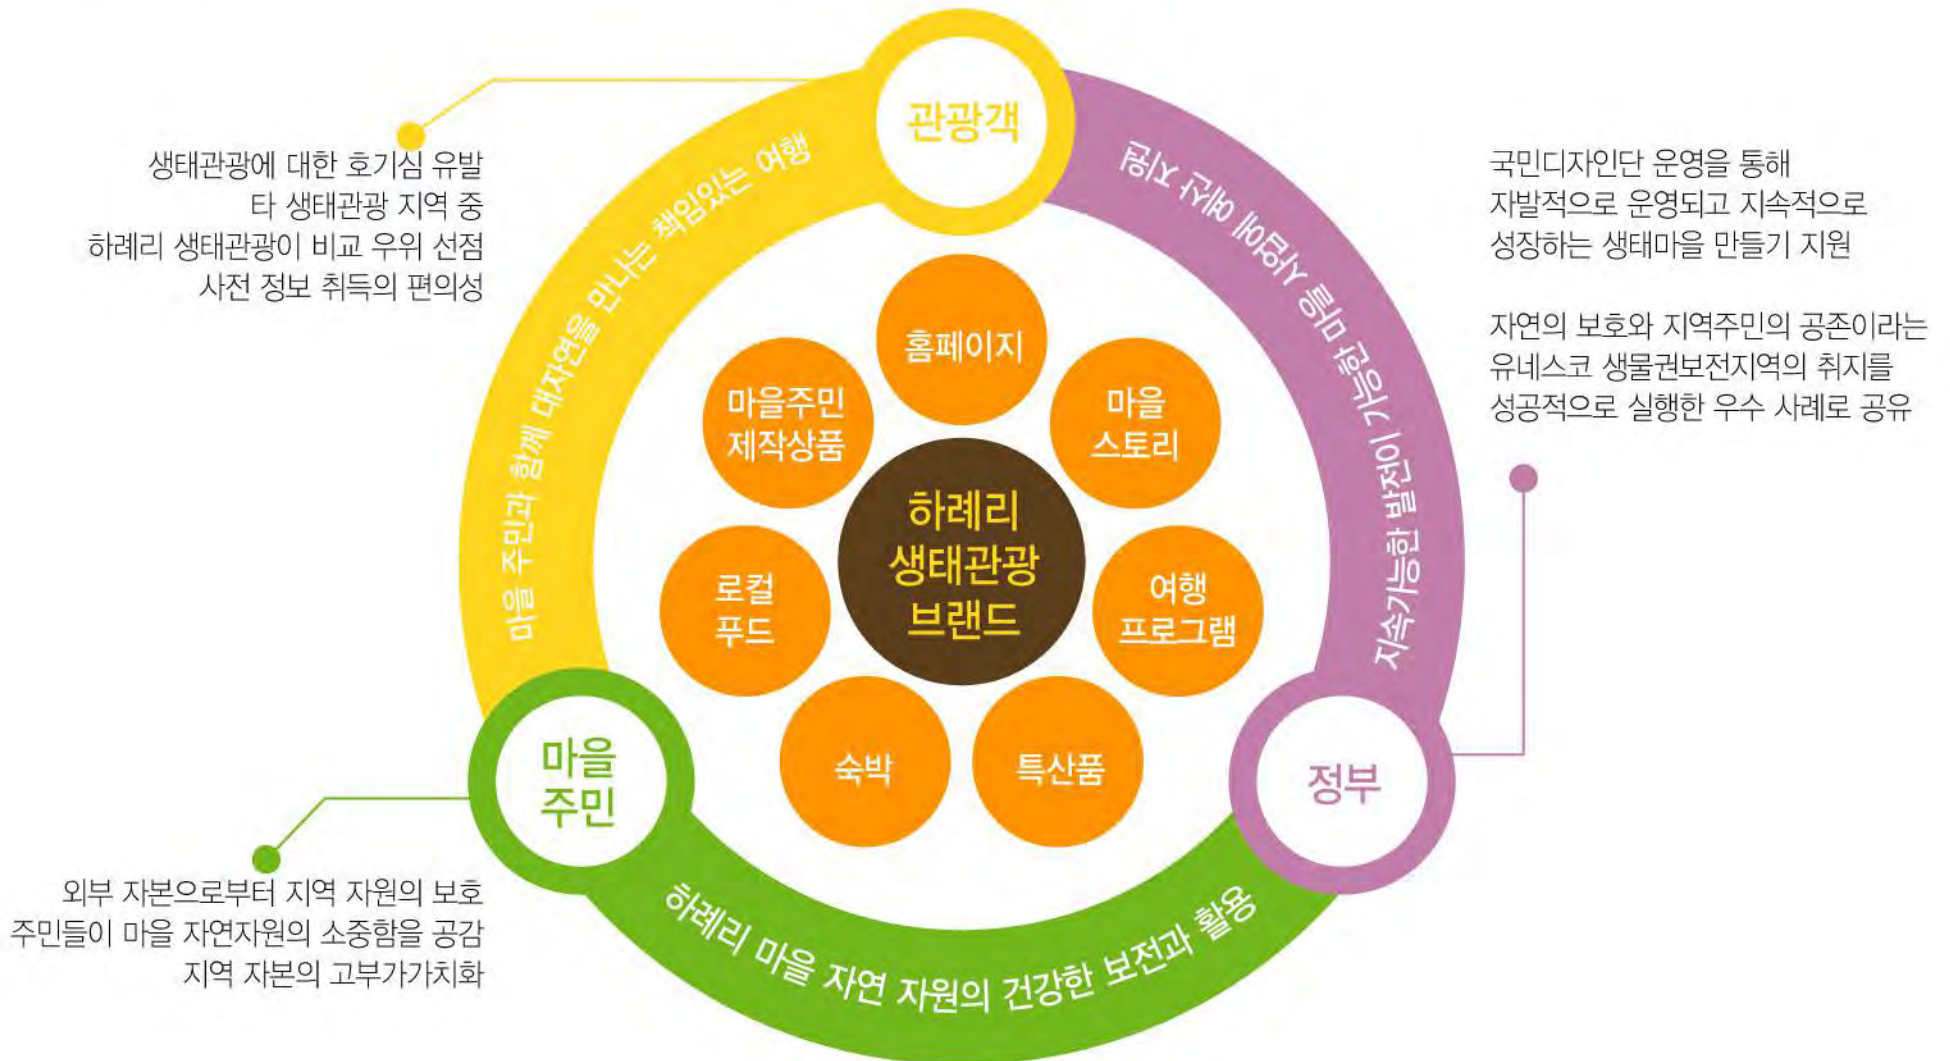 관광객
생태관광에 대한 호기심 유발
타 생태관광 지역 중
하례리 생태관광이 비교 우위 선점
사전 정보 취득의 편의성
마을 주민과 함께 대자연을 만나는 책임있는 여행
지속가능한 발전이 가능한 마을 사업에 예산 지원
국민디자인단 운영을 통해
자발적으로 운영되고 지속적으로
성장하는 생태마을 만들기 지원
자연의 보호와 지역주민의 공존이라는
유네스코 생물권보전지역의 취지를
성공적으로 실행한 우수 사례로 공유
홈페이지
마을주민
제작상품
마을
스토리
하례리
생태관광
브랜드
로컬
푸드
여행
프로그램
숙박
특산품
마을
주민
정부
외부 자본으로부터 지역 자원의 보호
주민들이 마을 자연자원의 소중함을 공감
지역 자본의 고부가가치화
하례리 마을 자연 자원의 건강한 보전과 활용